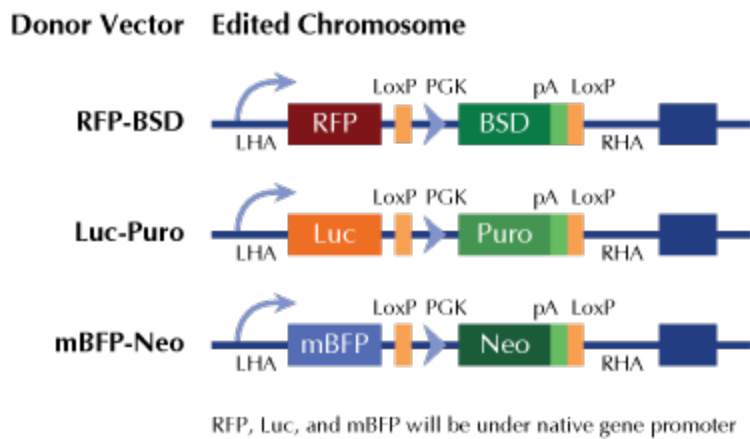 Donor Vector Edited Chromosome
LoxP PGK pA LoxP
RFP-BSD RFP BSD
LHA RHA
LoxP PGK pA LoxP
Luc-Puro Luc Puro
LHA RHA
LoxP PGK pA LoxP
mBFP-Neo mBFP Neo
LHA RHA
RFP, Luc, and mBFP will be under native gene promoter